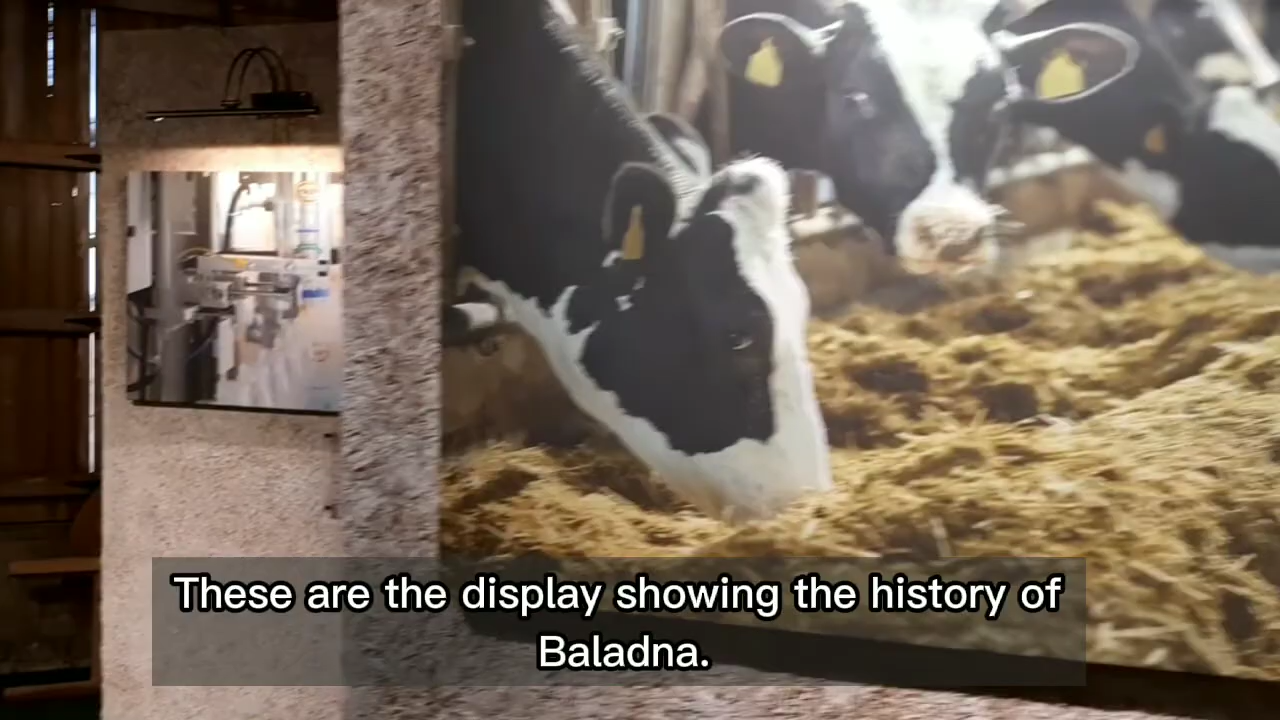 These are the display showing the history of
Baladna.